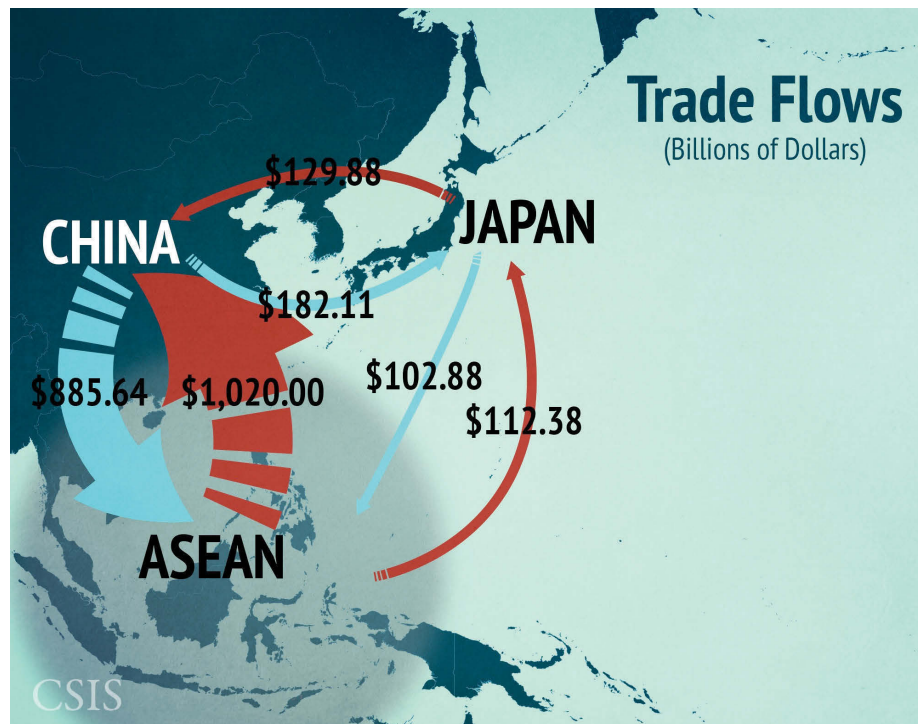 Trade Flows
(Billions of Dollars)
$129.88
JAPAN
CHINA
$182.11
$885.64
$1,020.00
$102.88
$112.38
ASEAN
CSIS